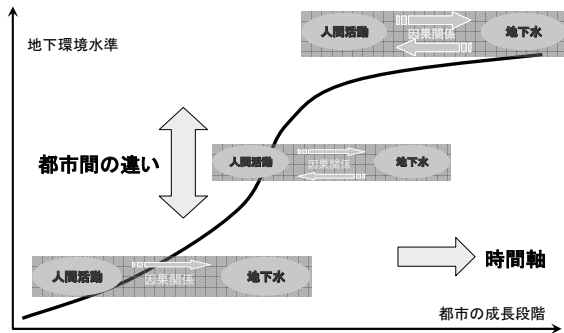 地下環境水準
人間活動
因果関係
地下水
都市間の違い
人間活動
因果関係
地下水
人間活動
因果関係
地下水
時間軸
都市の成長段階